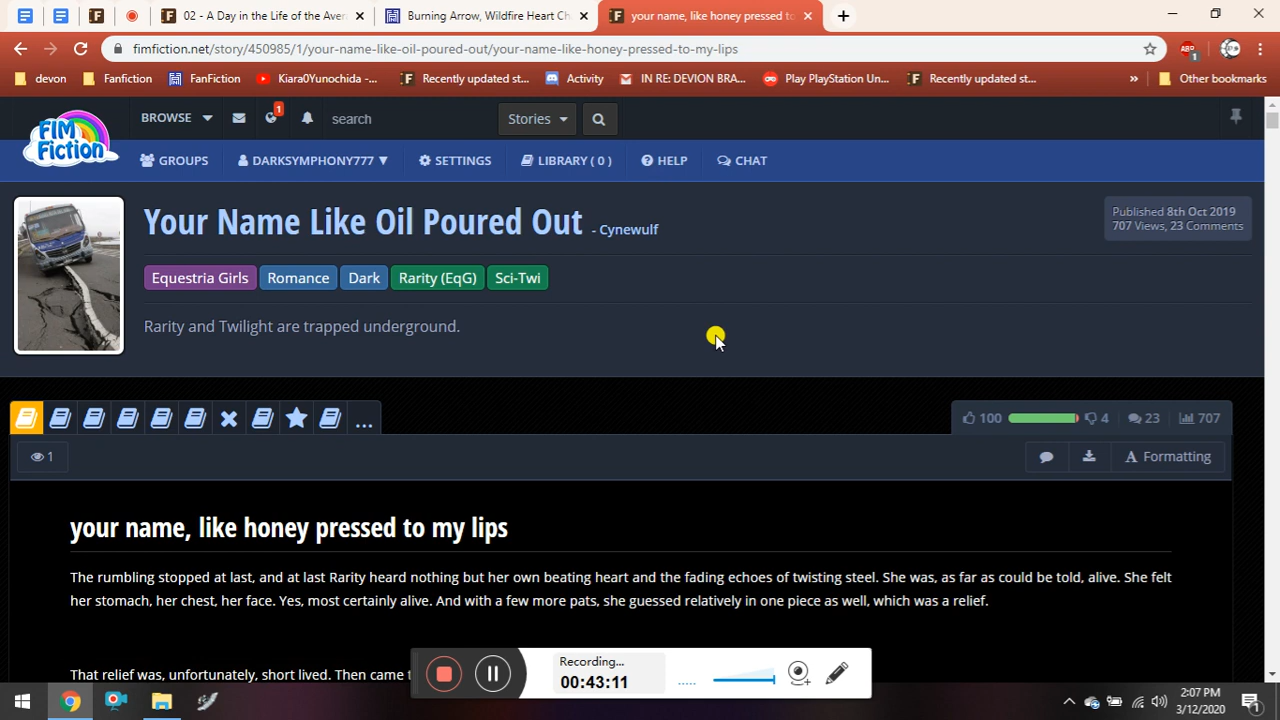 02 - A Day in the Life of the Aven
Burning Arrow, Wildfire Heart Ch
your name, like honey pressed to
fimfiction.net/story/450985/1/your-name-like-oil-poured-out/your-name-like-honey-pressed-to-my-lips
devon
Fanfiction
FanFiction
Kiara0Yunochida -...
Recently updated st...
Activity
IN RE: DEVION BRA...
Play PlayStation Un...
Recently updated st...
»
Other bookmarks
FIM FICTION
BROWSE
1
search
Stories
GROUPS
DARKSYMPHONY777
SETTINGS
LIBRARY ( 0 )
HELP
CHAT
Your Name Like Oil Poured Out - Cynewulf
Published 8th Oct 2019
707 Views, 23 Comments
Equestria Girls
Romance
Dark
Rarity (EqG)
Sci-Twi
Rarity and Twilight are trapped underground.
...
100
4
23
707
1
A Formatting
your name, like honey pressed to my lips
The rumbling stopped at last, and at last Rarity heard nothing but her own beating heart and the fading echoes of twisting steel. She was, as far as could be told, alive. She felt
her stomach, her chest, her face. Yes, most certainly alive. And with a few more pats, she guessed relatively in one piece as well, which was a relief.
That relief was, unfortunately, short lived. Then came
Recording...
00:43:11
2:07 PM
3/12/2020